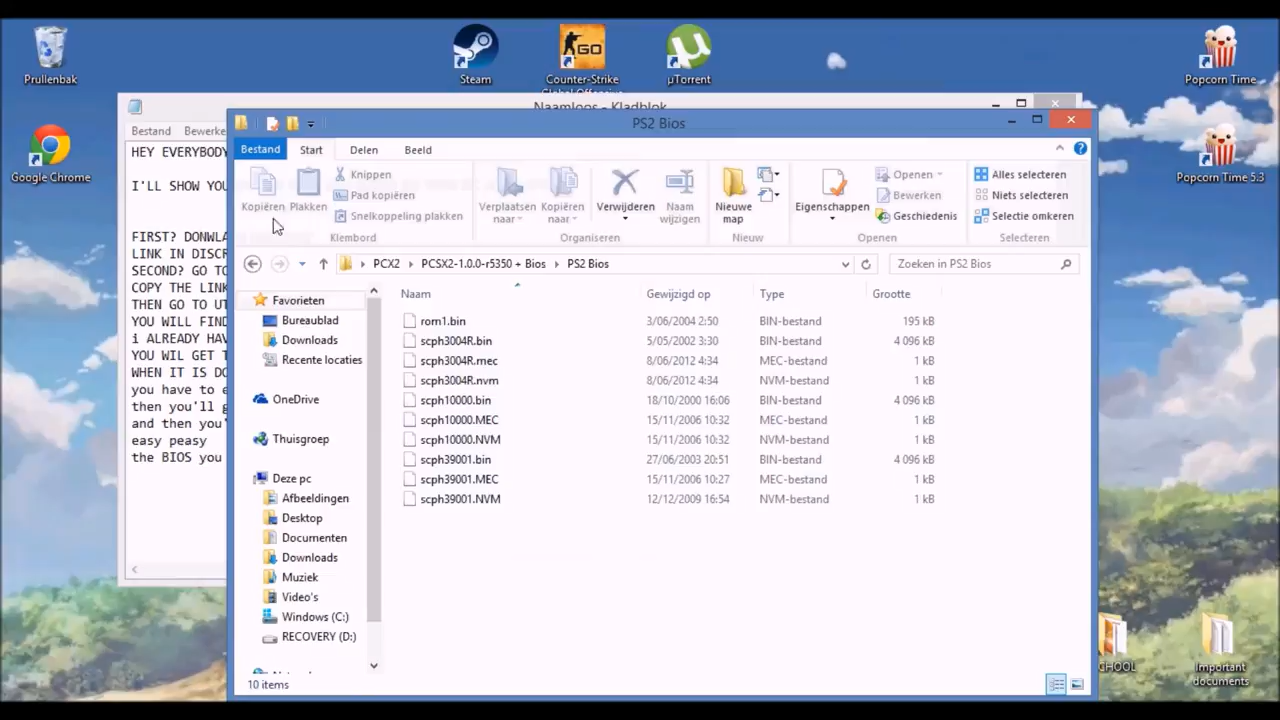 Prullenbak
Steam
Counter-Strike
Global Offensive
µTorrent
Popcorn Time
Google Chrome
Popcorn Time 5.3
Naamloos - Kladblok
Bestand Bewerke
HEY EVERYBODY
I'LL SHOW YOU
FIRST? DONWLA
LINK IN DISCR
SECOND? GO TO
COPY THE LINK
THEN GO TO UT
YOU WILL FIND
i ALREADY HAV
YOU WIL GET T
WHEN IT IS DO
you have to e
then you'll g
and then you'
easy peasy
the BIOS you
PS2 Bios
Bestand Start Delen Beeld
Kopiëren Plakken
Knippen
Pad kopiëren
Snelkoppeling plakken
Klembord
Verplaatsen naar
Kopiëren naar
Verwijderen
Naam wijzigen
Organiseren
Nieuwe map
Nieuw
Eigenschappen
Openen
Bewerken
Geschiedenis
Openen
Alles selecteren
Niets selecteren
Selectie omkeren
Selecteren
PCX2 PCSX2-1.0.0-r5350 + Bios PS2 Bios
Zoeken in PS2 Bios
Favorieten
Bureaublad
Downloads
Recente locaties
OneDrive
Thuisgroep
Deze pc
Afbeeldingen
Desktop
Documenten
Downloads
Muziek
Video's
Windows (C:)
RECOVERY (D:)
Naam Gewijzigd op Type Grootte
rom1.bin 3/06/2004 2:50 BIN-bestand 195 kB
scph3004R.bin 5/05/2002 3:30 BIN-bestand 4 096 kB
scph3004R.mec 8/06/2012 4:34 MEC-bestand 1 kB
scph3004R.nvm 8/06/2012 4:34 NVM-bestand 1 kB
scph10000.bin 18/10/2000 16:06 BIN-bestand 4 096 kB
scph10000.MEC 15/11/2006 10:32 MEC-bestand 1 kB
scph10000.NVM 15/11/2006 10:32 NVM-bestand 1 kB
scph39001.bin 27/06/2003 20:51 BIN-bestand 4 096 kB
scph39001.MEC 15/11/2006 10:27 MEC-bestand 1 kB
scph39001.NVM 12/12/2009 16:54 NVM-bestand 1 kB
10 items
CHOOL
Important
documents